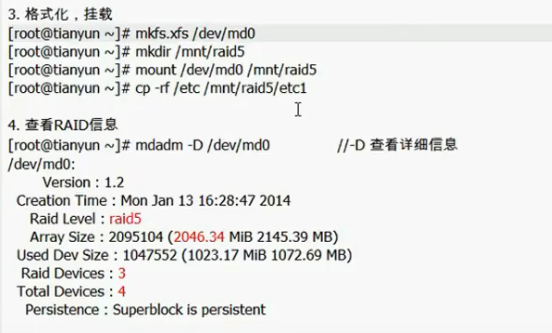 3. 格式化，挂载
[root@tianyun ~]# mkfs.xfs /dev/md0
[root@tianyun ~]# mkdir /mnt/raid5
[root@tianyun ~]# mount /dev/md0 /mnt/raid5
[root@tianyun ~]# cp -rf /etc /mnt/raid5/etc1
4. 查看RAID信息
[root@tianyun ~]# mdadm -D /dev/md0 //-D 查看详细信息
/dev/md0:
Version : 1.2
Creation Time : Mon Jan 13 16:28:47 2014
Raid Level : raid5
Array Size : 2095104 (2046.34 MiB 2145.39 MB)
Used Dev Size : 1047552 (1023.17 MiB 1072.69 MB)
Raid Devices : 3
Total Devices : 4
Persistence : Superblock is persistent